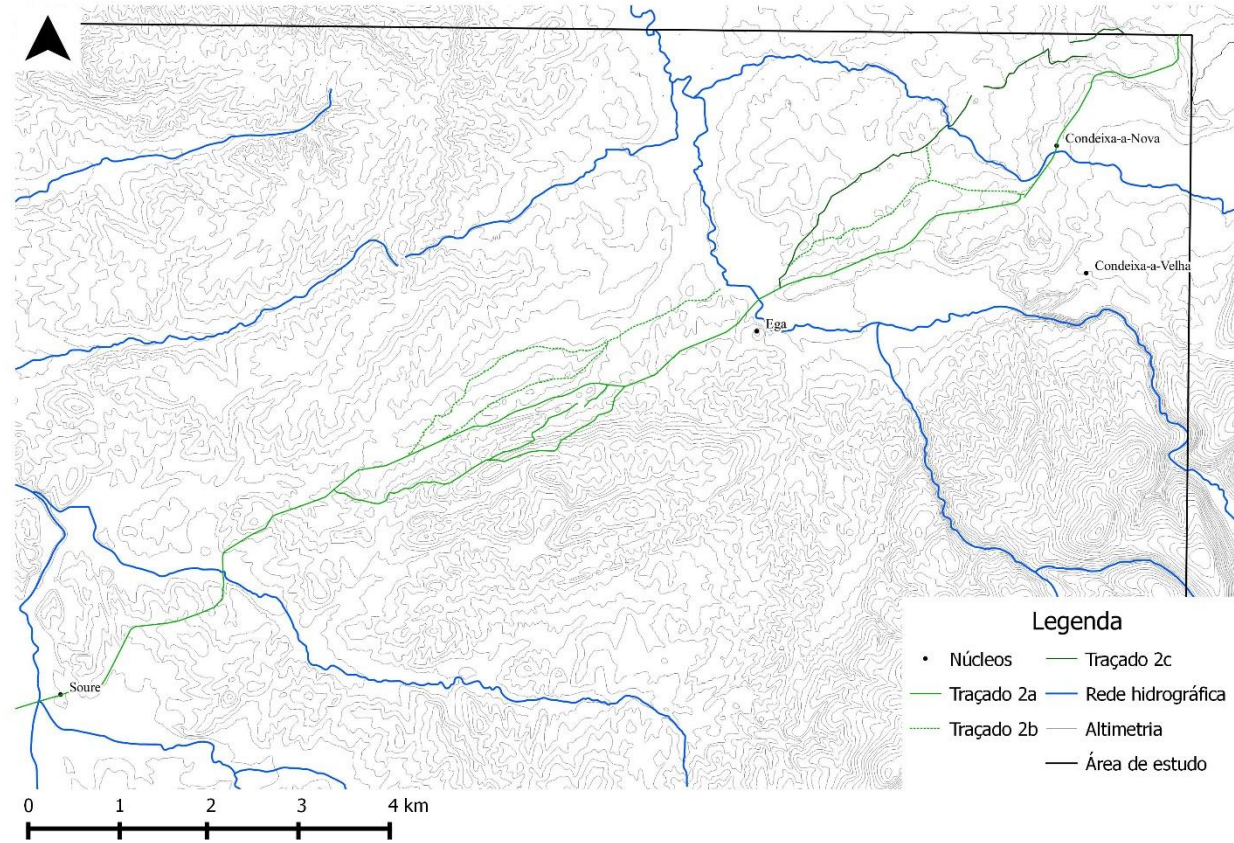 Condeixa-a-Nova
Condeixa-a-Velha
Ega
Soure
Legenda
Núcleos
Traçado 2a
Traçado 2b
Traçado 2c
Rede hidrográfica
Altimetria
Área de estudo
0 1 2 3 4 km